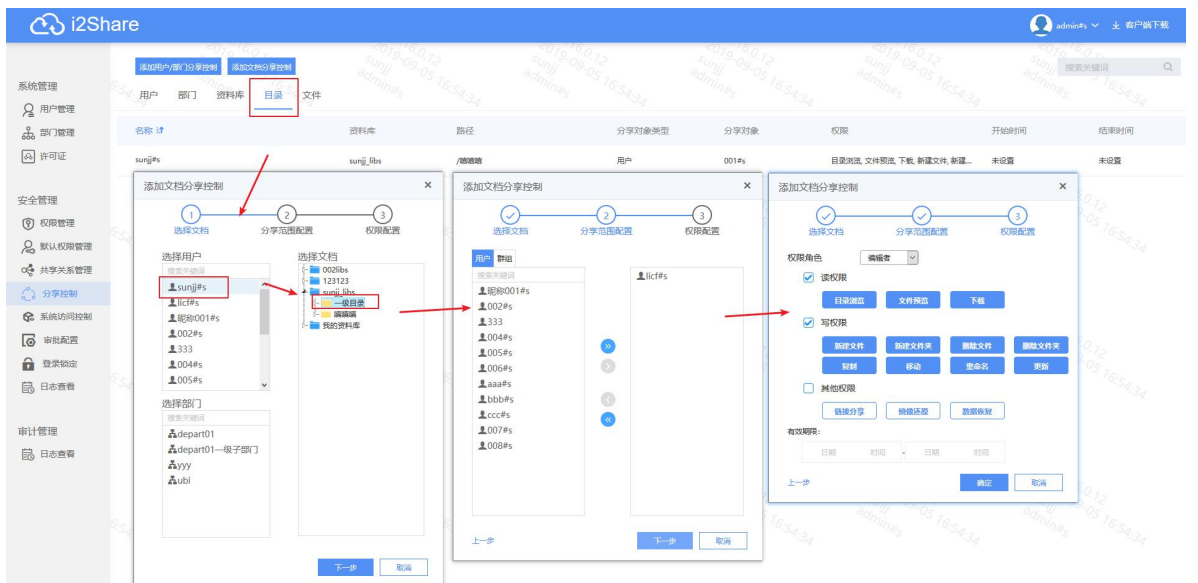 i2Share
admin#s
客户端下载
添加用户/部门分享控制 添加文档分享控制
搜索关键词
用户 部门 资料库 目录 文件
系统管理
用户管理
部门管理
许可证
安全管理
权限管理
默认权限管理
共享关系管理
分享控制
系统访问控制
审批配置
登录锁定
日志查看
审计管理
日志查看
名称 资料库 路径 分享对象类型 分享对象 权限 开始时间 结束时间
sunjj#s sunjj_libs /嘻嘻嘻 用户 001#s 目录浏览, 文件预览, 下载, 新建文件, 新建... 未设置 未设置
添加文档分享控制
1 2 3
选择文档 分享范围配置 权限配置
选择用户
搜索关键词
sunjj#s
licf#s
昵称001#s
002#s
333
004#s
005#s
选择部门
搜索关键词
depart01
depart01一级子部门
yyy
ubi
选择文档
002libs
123123
sunjj_libs
一级目录
嘻嘻嘻
我的资料库
下一步 取消
添加文档分享控制
2 3
选择文档 分享范围配置 权限配置
用户 群组
搜索关键词
昵称001#s
002#s
333
004#s
005#s
006#s
aaa#s
bbb#s
ccc#s
007#s
008#s
licf#s
上一步 下一步 取消
添加文档分享控制
3
选择文档 分享范围配置 权限配置
权限角色 编辑者
读权限
目录浏览 文件预览 下载
写权限
新建文件 新建文件夹 删除文件 删除文件夹
复制 移动 重命名 更新
其他权限
链接分享 镜像还原 数据恢复
有效期限:
日期 时间 - 日期 时间
上一步 确定 取消